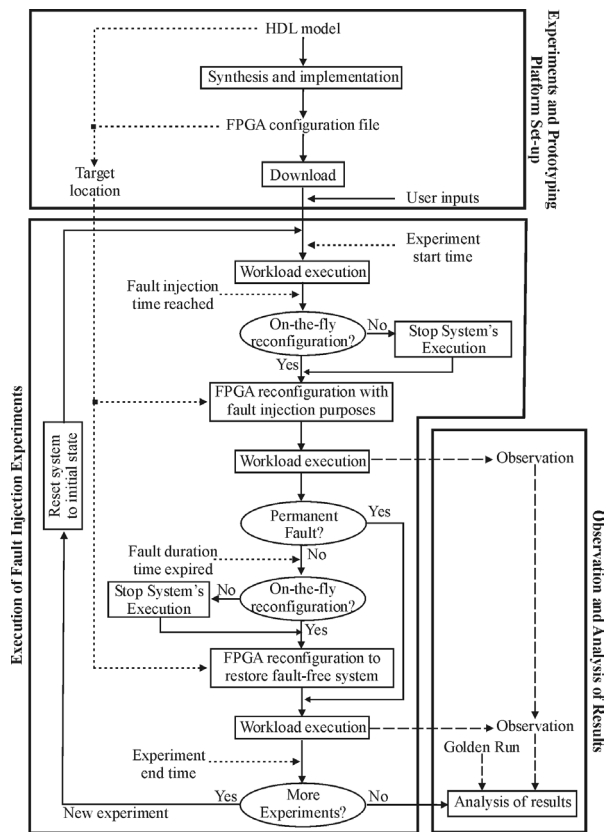 HDL model
Synthesis and implementation
FPGA configuration file
Target
location
Download
User inputs
Experiments and Prototyping
Platform Set-up
Experiment
start time
Workload execution
Fault injection
time reached
On-the-fly
reconfiguration?
No
Stop System's
Execution
Yes
FPGA reconfiguration with
fault injection purposes
Reset system
to initial state
Execution of Fault Injection Experiments
Workload execution
Observation
Permanent
Fault?
Yes
No
Fault duration
time expired
On-the-fly
reconfiguration?
No
Stop System's
Execution
Yes
FPGA reconfiguration to
restore fault-free system
Workload execution
Observation
Golden Run
Observation and Analysis of Results
Experiment
end time
More
Experiments?
Yes
No
New experiment
Analysis of results